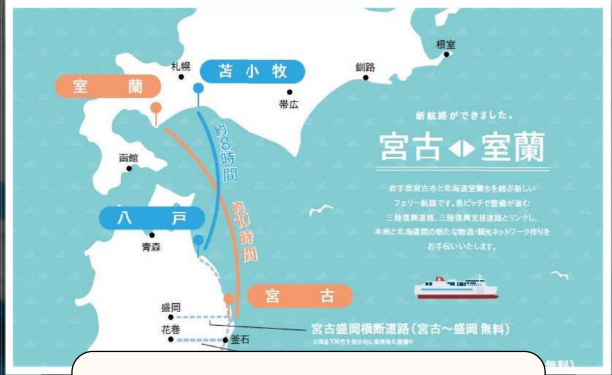 根室
札幌
苫小牧
釧路
室蘭
帯広
新航路ができました。
宮古◂▸室蘭
約8時間
函館
岩手県宮古市と北海道室蘭市を結ぶ新しい
フェリー航路です。急ピッチで整備が進む
三陸復興道路、三陸復興支援道路とリンクし、
本州と北海道間の新たな物流・観光ネットワーク作りを
お手伝いいたします。
約10時間
八戸
青森
宮古
盛岡
宮古盛岡横断道路(宮古〜盛岡 無料)
花巻
釜石
無料)